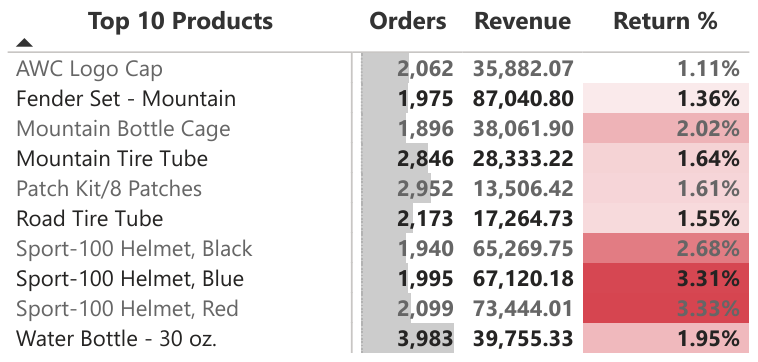 Top 10 Products Orders Revenue Return %
AWC Logo Cap 2,062 35,882.07 1.11%
Fender Set - Mountain 1,975 87,040.80 1.36%
Mountain Bottle Cage 1,896 38,061.90 2.02%
Mountain Tire Tube 2,846 28,333.22 1.64%
Patch Kit/8 Patches 2,952 13,506.42 1.61%
Road Tire Tube 2,173 17,264.73 1.55%
Sport-100 Helmet, Black 1,940 65,269.75 2.68%
Sport-100 Helmet, Blue 1,995 67,120.18 3.31%
Sport-100 Helmet, Red 2,099 73,444.01 3.33%
Water Bottle - 30 oz. 3,983 39,755.33 1.95%